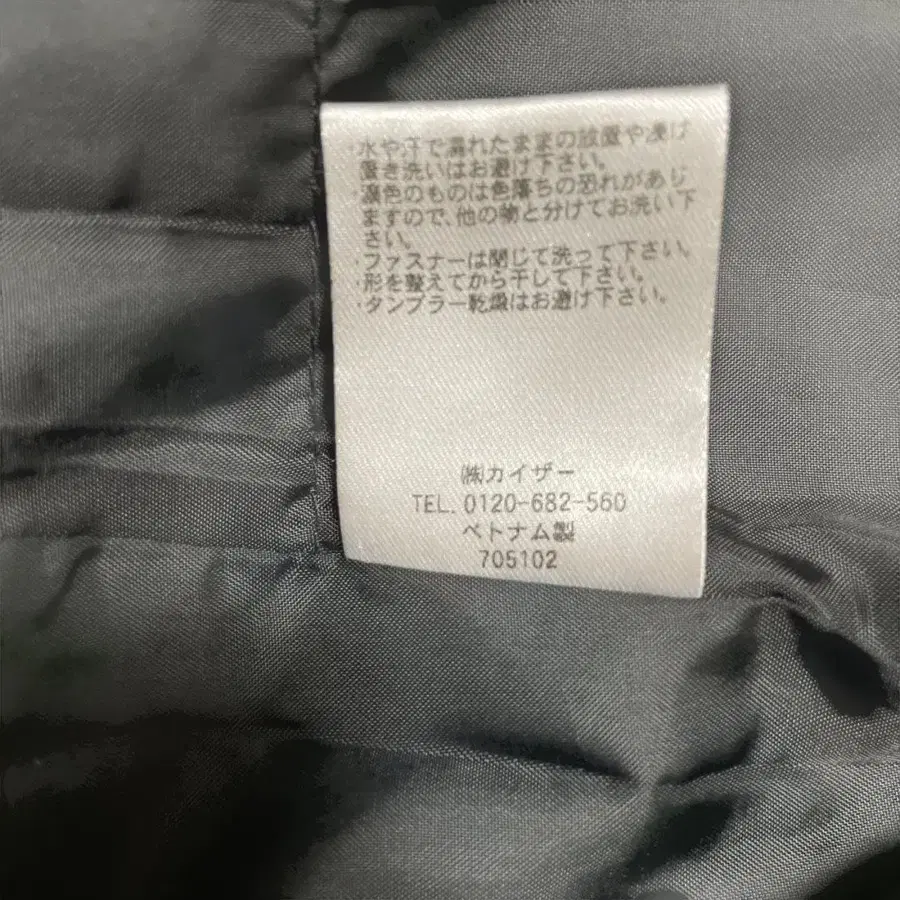 ・水や汗で濡れたままの放置や浸け
置き洗いはお避け下さい。
・濃色のものは色落ちの恐れがあり
ますので、他の物と分けてお洗い下
さい。
・ファスナーは閉じて洗って下さい。
・形を整えてから干して下さい。
・タンブラー乾燥はお避け下さい。
㈱カイザー
TEL. 0120-682-560
ベトナム製
705102